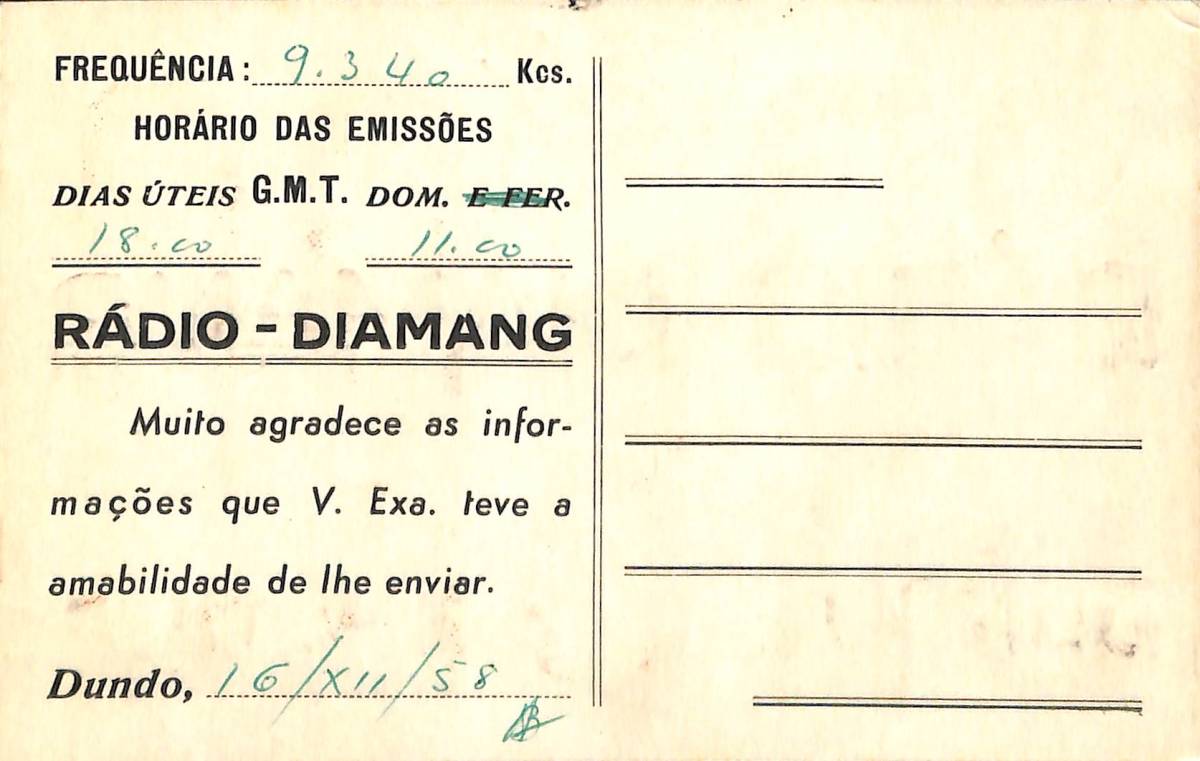 FREQUÊNCIA: 9.340 Kcs.
HORÁRIO DAS EMISSÕES
DIAS ÚTEIS G.M.T. DOM. E FER.
18.00 11.00
RÁDIO - DIAMANG
Muito agradece as infor-
mações que V. Exa. teve a
amabilidade de lhe enviar.
Dundo, 16/XII/58